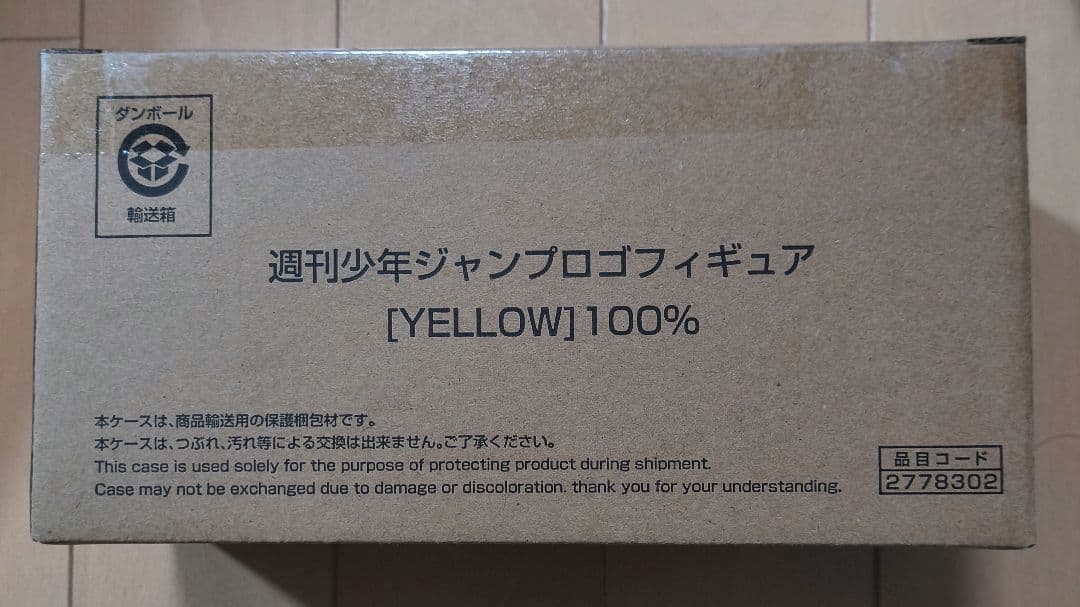 ダンボール
輸送箱
週刊少年ジャンプロゴフィギュア
[YELLOW]100%
本ケースは、商品輸送用の保護梱包材です。
本ケースは、つぶれ、汚れ等による交換は出来ません。ご了承ください。
This case is used solely for the purpose of protecting product during shipment.
Case may not be exchanged due to damage or discoloration. thank you for your understanding.
品目コード
2778302